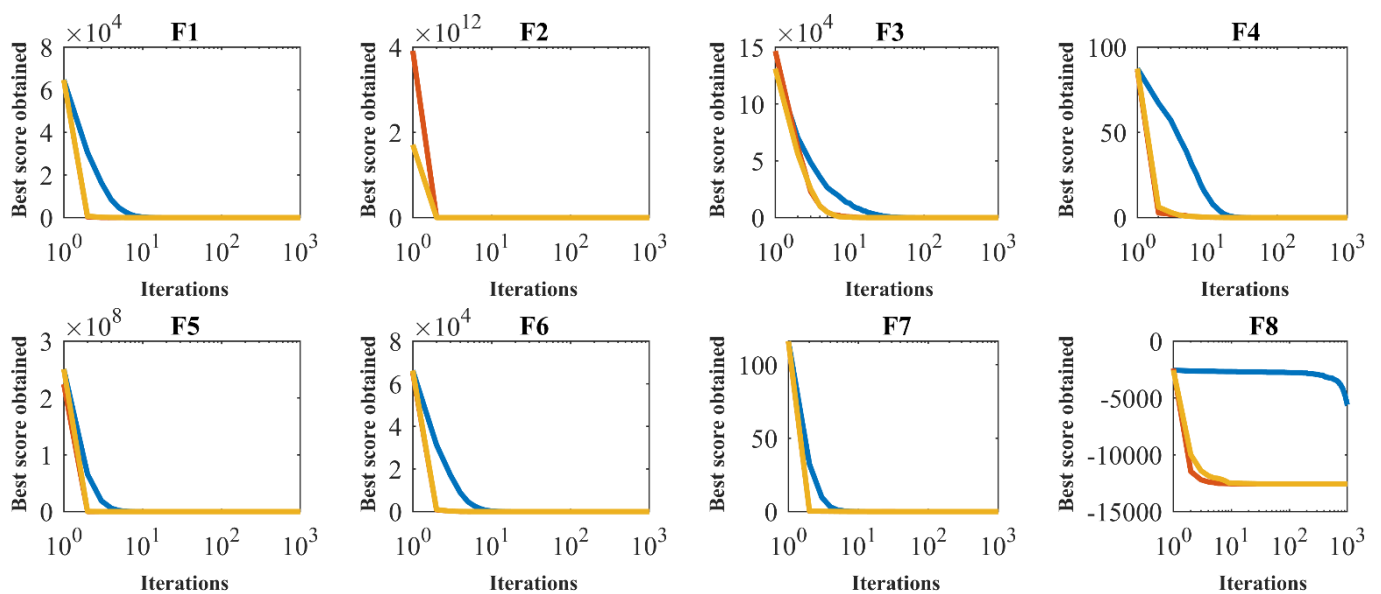 F1
×10^4
8
6
4
2
0
10^0 10^1 10^2 10^3
Best score obtained
Iterations
F2
×10^12
4
2
0
10^0 10^1 10^2 10^3
Best score obtained
Iterations
F3
×10^4
15
10
5
0
10^0 10^1 10^2 10^3
Best score obtained
Iterations
F4
100
50
0
10^0 10^1 10^2 10^3
Best score obtained
Iterations
F5
×10^8
3
2
1
0
10^0 10^1 10^2 10^3
Best score obtained
Iterations
F6
×10^4
8
6
4
2
0
10^0 10^1 10^2 10^3
Best score obtained
Iterations
F7
100
50
0
10^0 10^1 10^2 10^3
Best score obtained
Iterations
F8
0
-5000
-10000
-15000
10^0 10^1 10^2 10^3
Best score obtained
Iterations